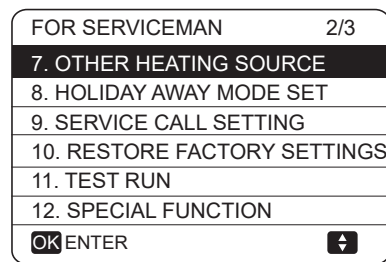 FOR SERVICEMAN 2/3
7. OTHER HEATING SOURCE
8. HOLIDAY AWAY MODE SET
9. SERVICE CALL SETTING
10. RESTORE FACTORY SETTINGS
11. TEST RUN
12. SPECIAL FUNCTION
OK ENTER